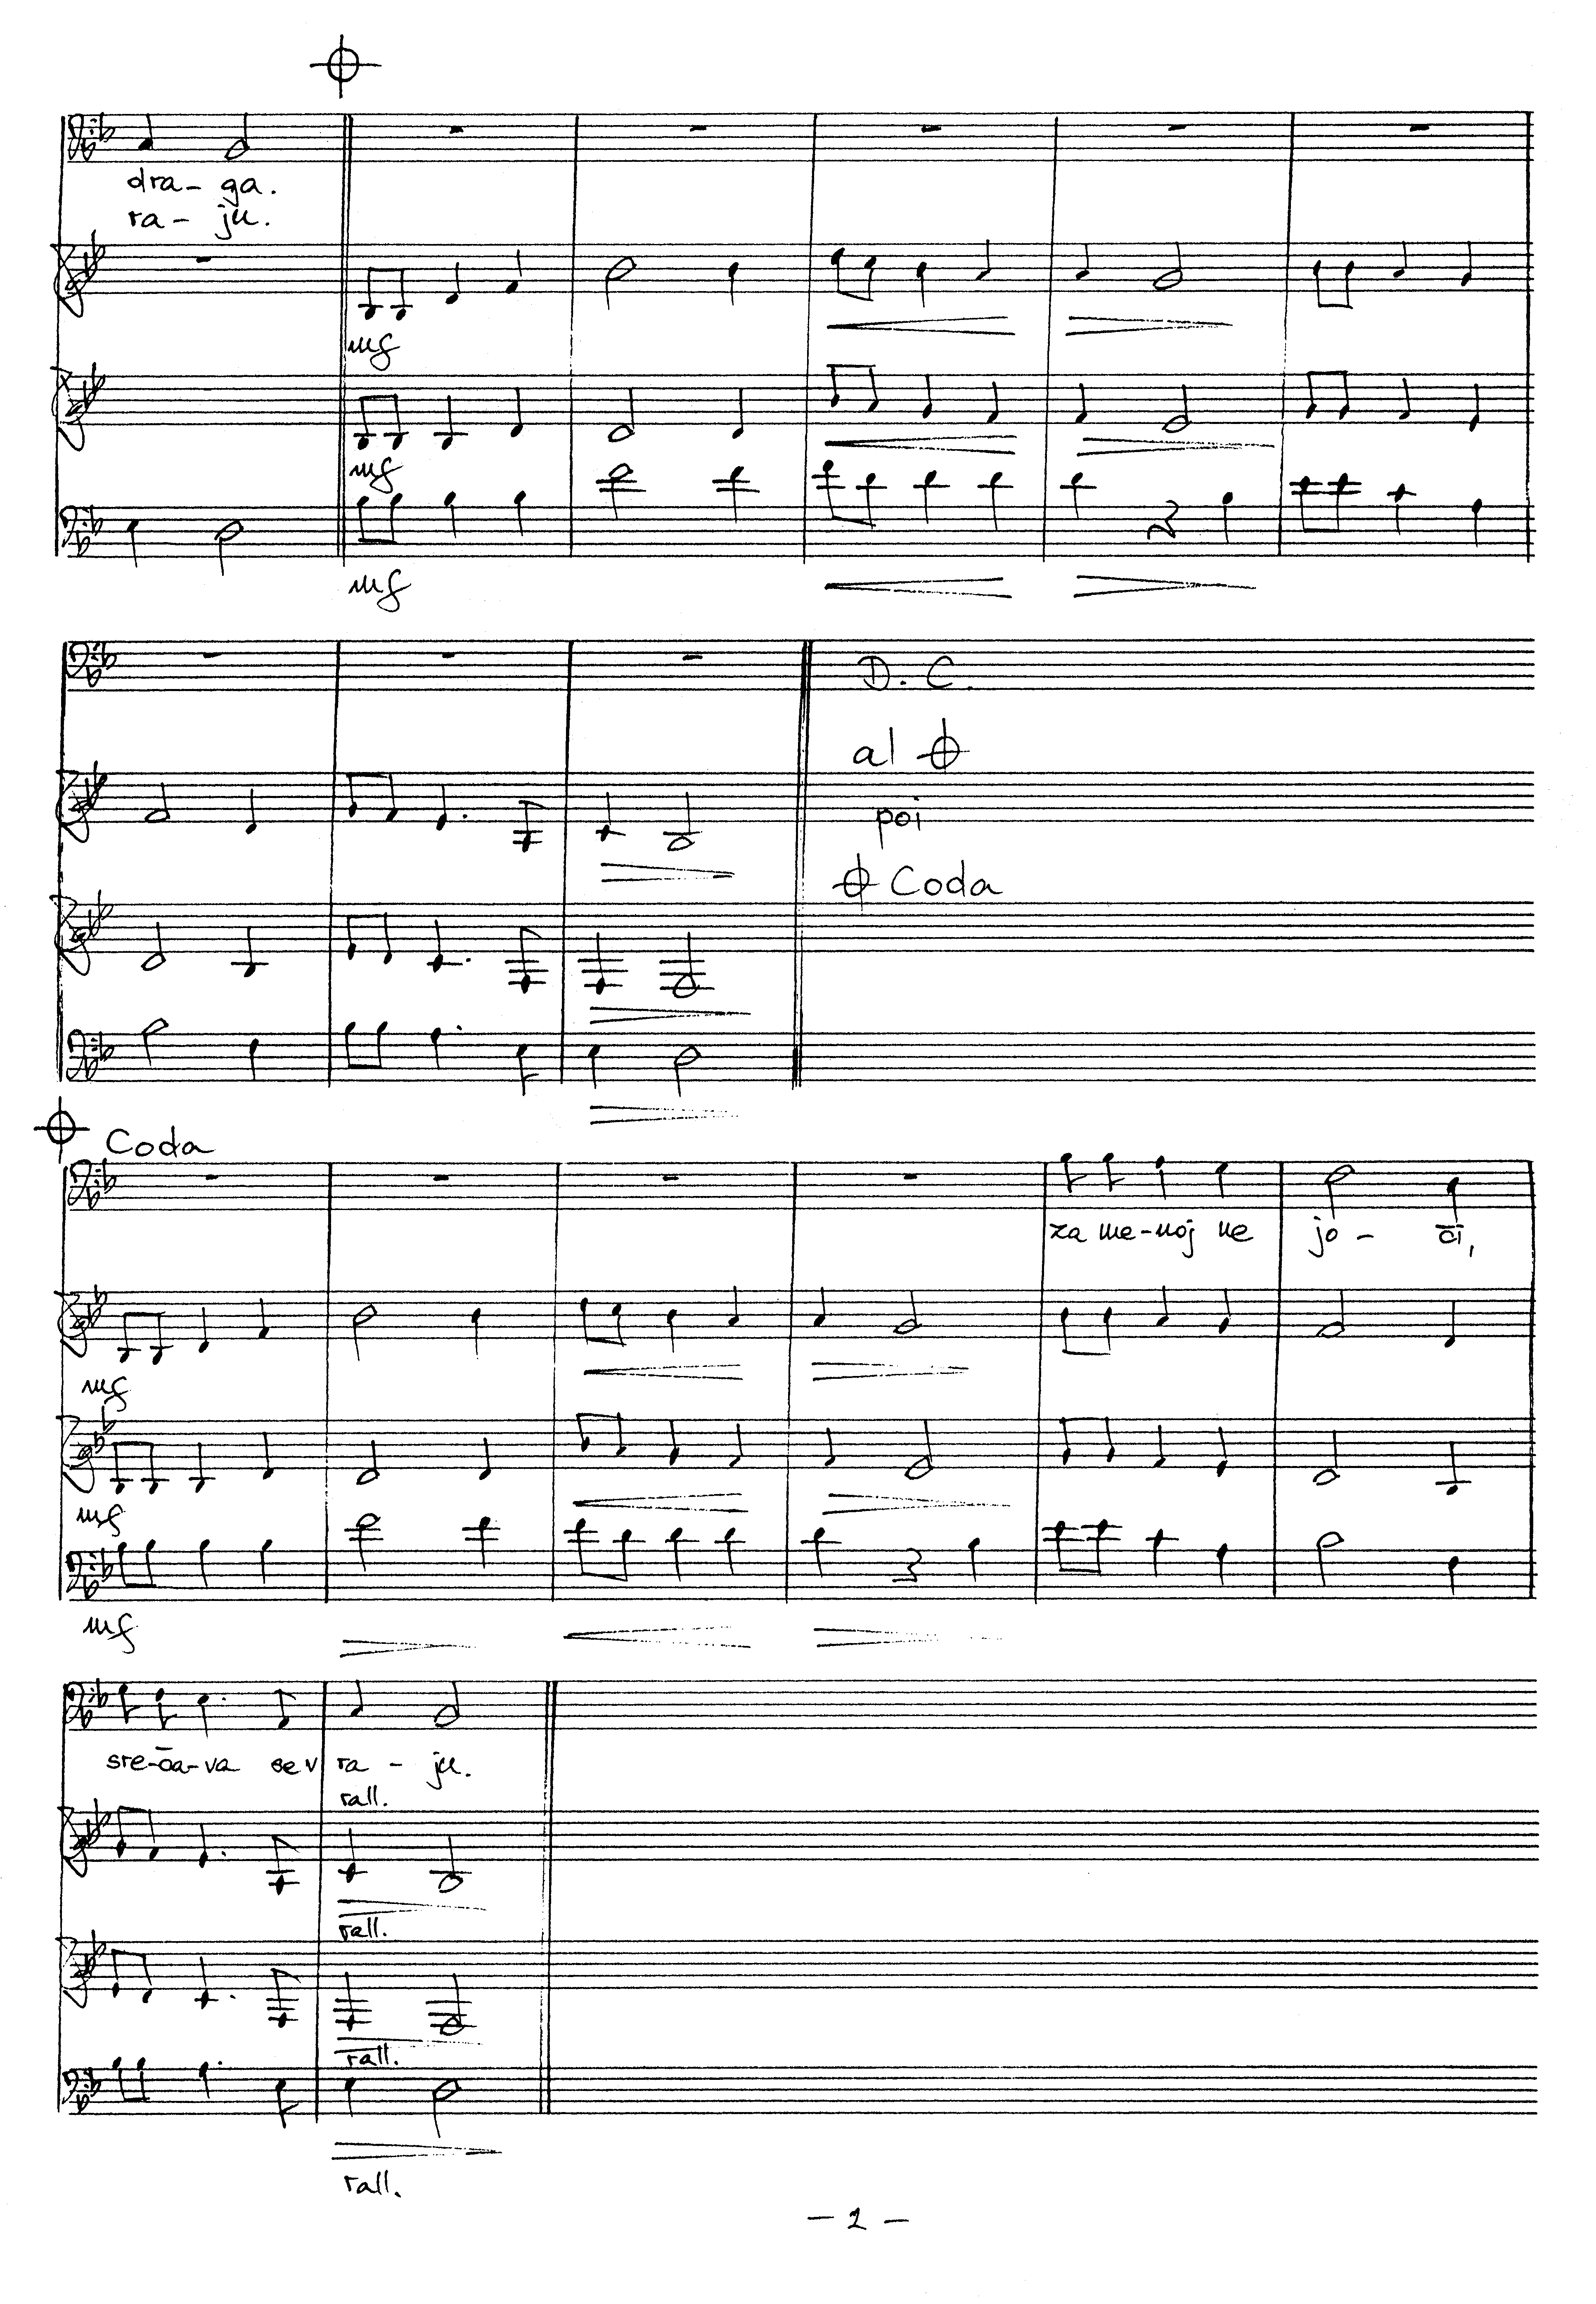 dra- ga.
ra- ju.
mf
mf
mf
D. C.
al
poi
Coda
Coda
za me-noj ne jo- či,
mf
mf
mf
sre-ča-va se v ra - ju.
rall.
rall.
rall.
rall.
- 2 -